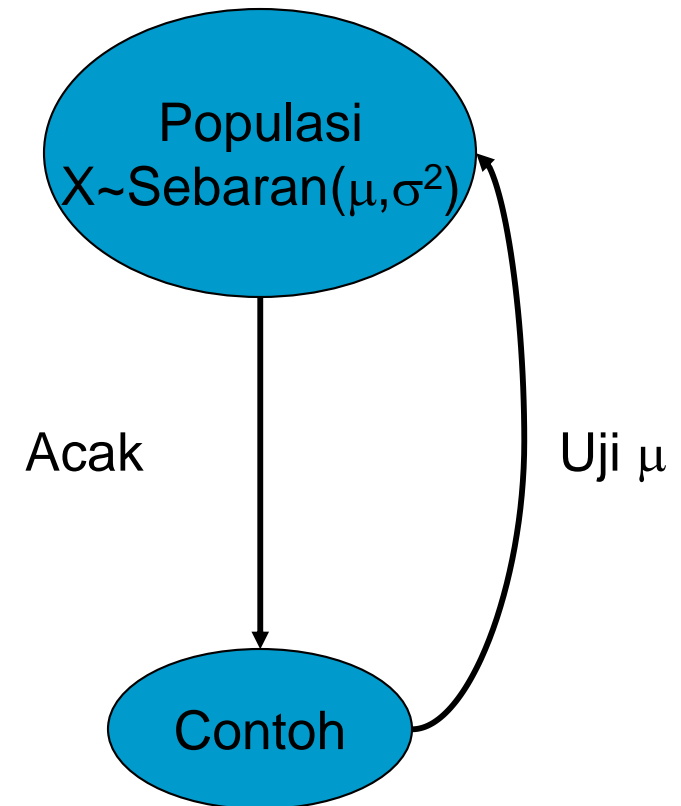 Populasi
X~Sebaran(μ,σ²)
Acak
Uji μ
Contoh